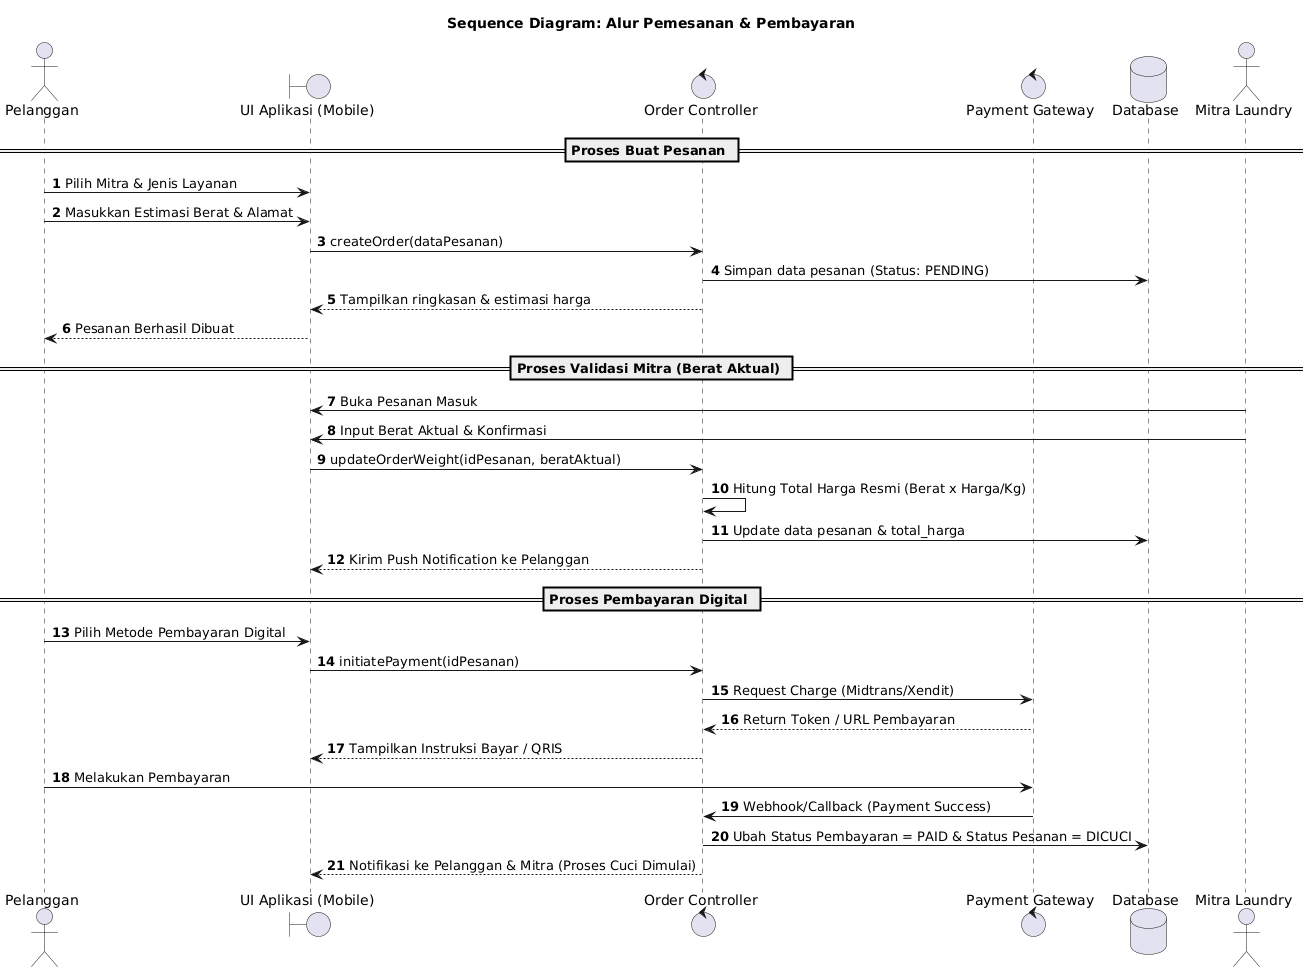 Sequence Diagram: Alur Pemesanan & Pembayaran
Pelanggan
UI Aplikasi (Mobile)
Order Controller
Payment Gateway
Database
Mitra Laundry
Proses Buat Pesanan
1 Pilih Mitra & Jenis Layanan
2 Masukkan Estimasi Berat & Alamat
3 createOrder(dataPesanan)
4 Simpan data pesanan (Status: PENDING)
5 Tampilkan ringkasan & estimasi harga
6 Pesanan Berhasil Dibuat
Proses Validasi Mitra (Berat Aktual)
7 Buka Pesanan Masuk
8 Input Berat Aktual & Konfirmasi
9 updateOrderWeight(idPesanan, beratAktual)
10 Hitung Total Harga Resmi (Berat x Harga/Kg)
11 Update data pesanan & total_harga
12 Kirim Push Notification ke Pelanggan
Proses Pembayaran Digital
13 Pilih Metode Pembayaran Digital
14 initiatePayment(idPesanan)
15 Request Charge (Midtrans/Xendit)
16 Return Token / URL Pembayaran
17 Tampilkan Instruksi Bayar / QRIS
18 Melakukan Pembayaran
19 Webhook/Callback (Payment Success)
20 Ubah Status Pembayaran = PAID & Status Pesanan = DICUCI
21 Notifikasi ke Pelanggan & Mitra (Proses Cuci Dimulai)
Pelanggan
UI Aplikasi (Mobile)
Order Controller
Payment Gateway
Database
Mitra Laundry